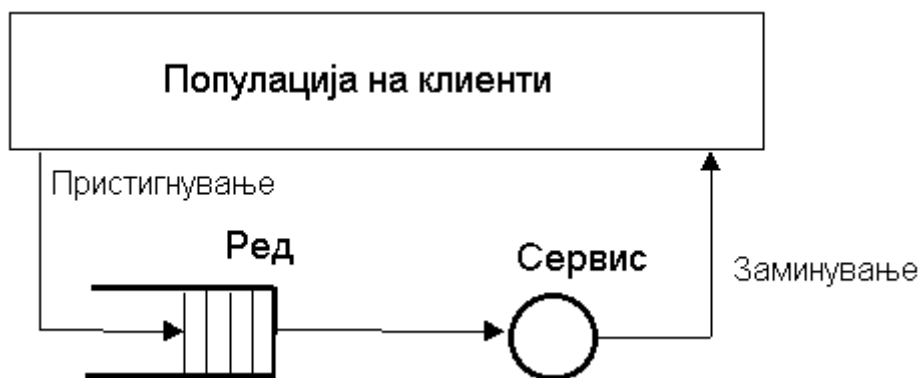 Популација на клиенти
Пристигнување
Ред
Сервис
Заминување